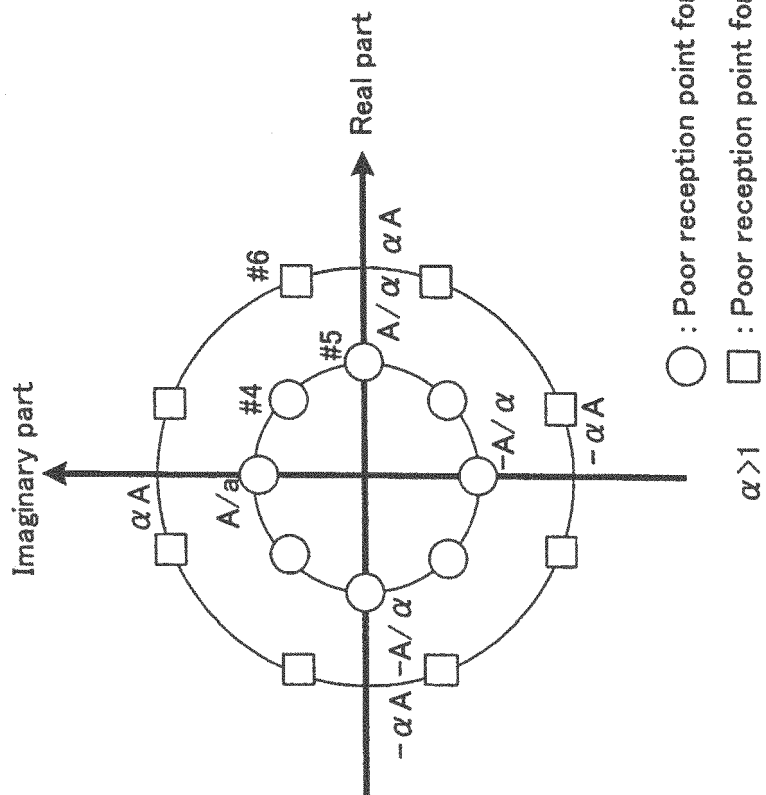 Imaginary part
αA
A/a
#4
#6
#5
A/α
αA
Real part
-αA
-A/α
-A/α
-αA
α>1
○: Poor reception point for
□: Poor reception point for